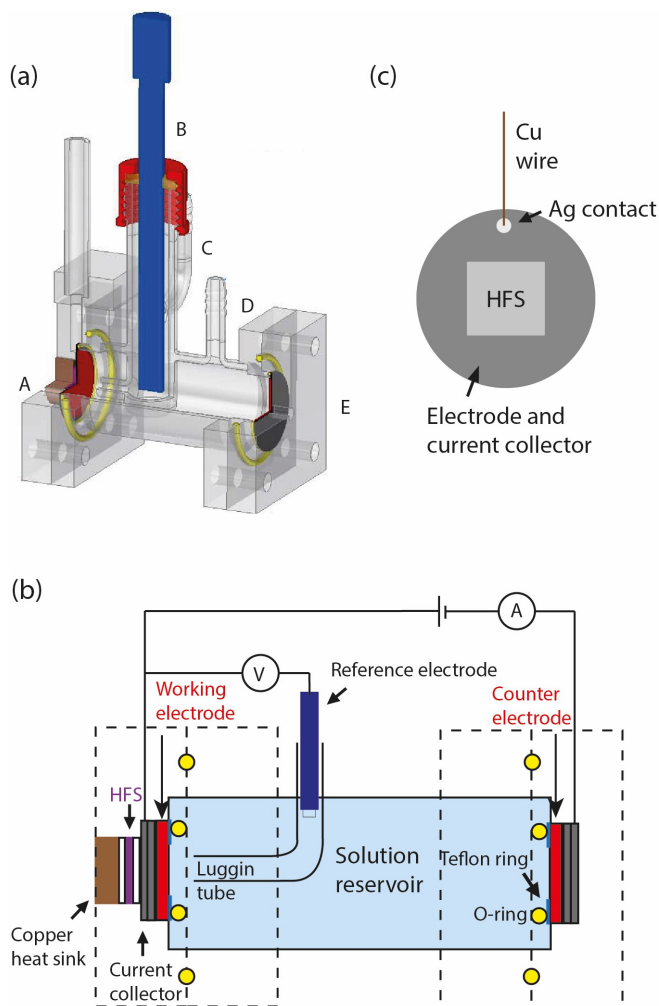 (a)
B
C
D
A
E
(c)
Cu
wire
Ag contact
HFS
Electrode and
current collector
(b)
A
V
Reference electrode
Working
electrode
Counter
electrode
HFS
Luggin
tube
Solution
reservoir
Teflon ring
O-ring
Copper
heat sink
Current
collector